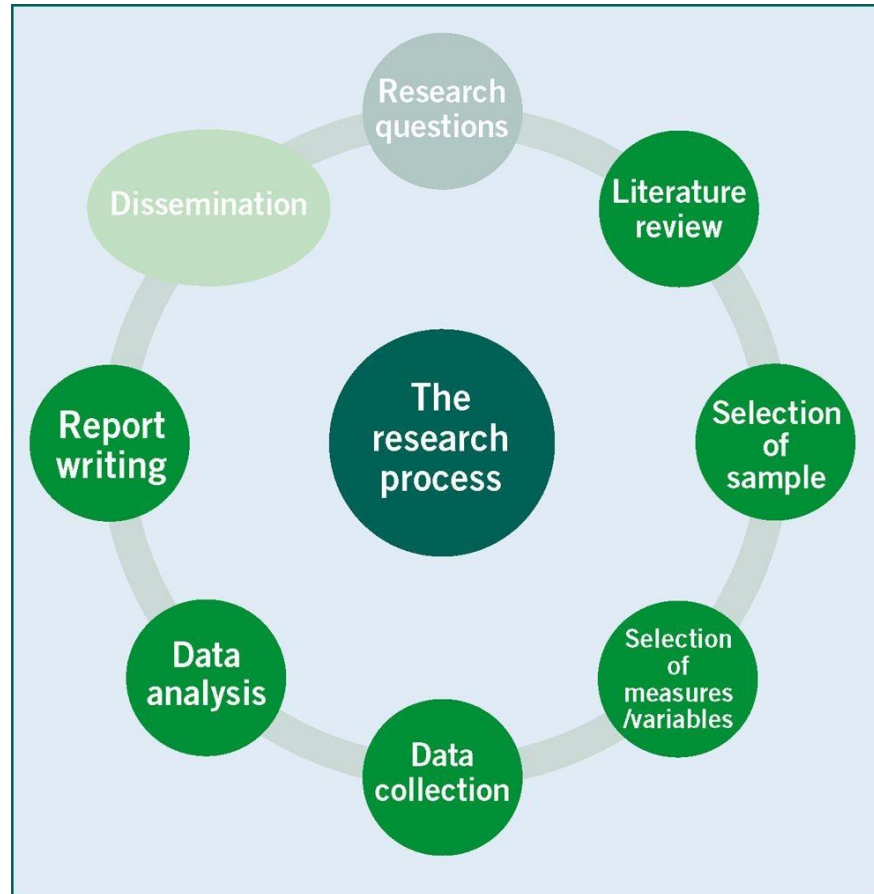 Research
questions
Literature
review
Selection
of
sample
Selection
of
measures
/variables
Data
collection
Data
analysis
Report
writing
Dissemination
The
research
process